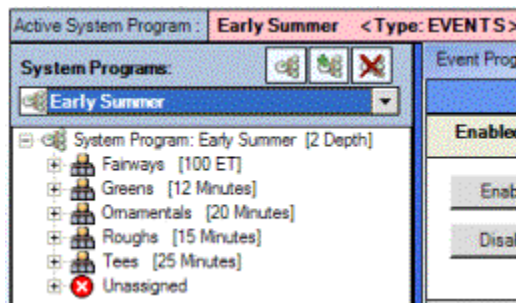 Active System Program : Early Summer <Type: EVENTS>
System Programs:
Event Prog
Early Summer
Enabled
System Program: Early Summer [2 Depth]
Fairways [100 ET]
Greens [12 Minutes]
Enab
Ornamentals [20 Minutes]
Roughs [15 Minutes]
Disa
Tees [25 Minutes]
Unassigned